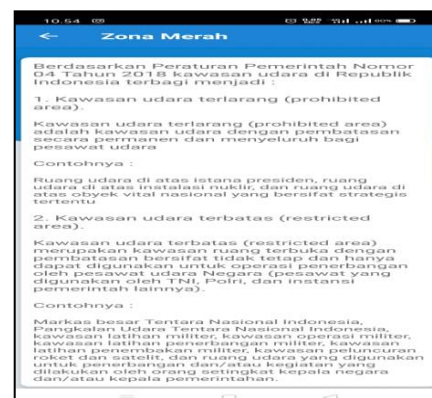 10.54
Zona Merah
Berdasarkan Peraturan Pemerintah Nomor
04 Tahun 2018 kawasan udara di Republik
Indonesia terbagi menjadi :
1. Kawasan udara terlarang (prohibited
area).
Kawasan udara terlarang (prohibited area)
adalah kawasan udara dengan pembatasan
secara permanen dan menyeluruh bagi
pesawat udara
Contohnya :
Ruang udara di atas istana presiden, ruang
udara di atas instalasi nuklir, dan ruang udara di
atas obyek vital nasional yang bersifat strategis
tertentu
2. Kawasan udara terbatas (restricted
area).
Kawasan udara terbatas (restricted area)
merupakan kawasan ruang terbuka dengan
pembatasan bersifat tidak tetap dan hanya
dapat digunakan untuk operasi penerbangan
oleh pesawat udara Negara (pesawat yang
digunakan oleh TNI, Polri, dan instansi
pemerintah lainnya).
Contohnya :
Markas besar Tentara Nasional Indonesia,
Pangkalan Udara Tentara Nasional Indonesia,
kawasan latihan militer, kawasan operasi militer,
kawasan latihan penerbangan militer, kawasan
latihan penembakan militer, kawasan peluncuran
roket dan satelit, dan ruang udara yang digunakan
untuk penerbangan dan/atau kegiatan yang
dilakukan oleh orang setingkat kepala negara
dan/atau kepala pemerintahan.